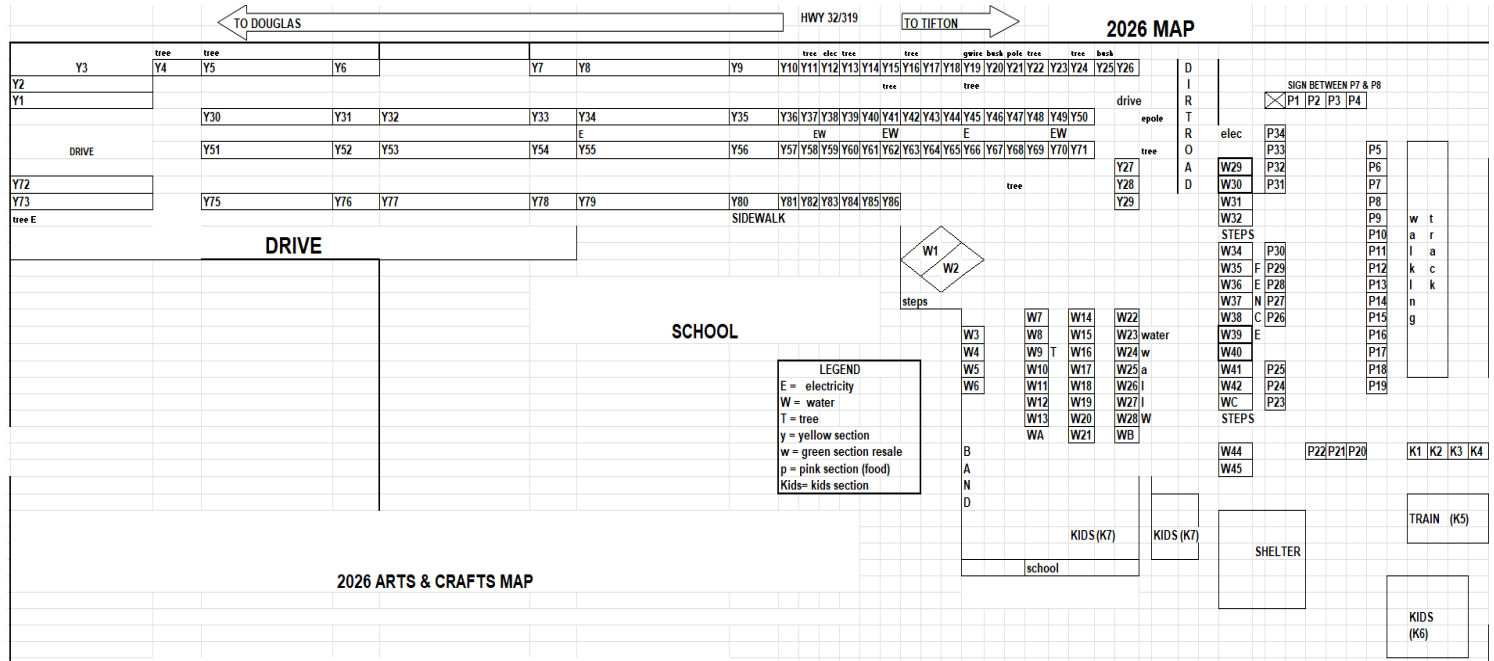 TO DOUGLAS HWY 32/319 TO TIFTON
2026 MAP
tree tree tree elec tree tree gwire bush pole tree tree bush
Y3 Y4 Y5 Y6 Y7 Y8 Y9 Y10 Y11 Y12 Y13 Y14 Y15 Y16 Y17 Y18 Y19 Y20 Y21 Y22 Y23 Y24 Y25 Y26 D
Y2 tree tree I SIGN BETWEEN P7 & P8
Y1 drive R P1 P2 P3 P4
Y30 Y31 Y32 Y33 Y34 Y35 Y36 Y37 Y38 Y39 Y40 Y41 Y42 Y43 Y44 Y45 Y46 Y47 Y48 Y49 Y50 epole T
E EW EW E EW R elec P34
DRIVE Y51 Y52 Y53 Y54 Y55 Y56 Y57 Y58 Y59 Y60 Y61 Y62 Y63 Y64 Y65 Y66 Y67 Y68 Y69 Y70 Y71 tree O P33 P5
Y27 A W29 P32 P6
Y72 tree Y28 D W30 P31 P7
Y73 Y75 Y76 Y77 Y78 Y79 Y80 Y81 Y82 Y83 Y84 Y85 Y86 Y29 W31 P8
tree E SIDEWALK W32 P9 w t
DRIVE STEPS P10 a r
W1 W34 P30 P11 l a
W2 W35 F P29 P12 k c
W36 E P28 P13 I k
steps W37 N P27 P14 n
W7 W14 W22 W38 C P26 P15 g
SCHOOL W3 W8 W15 W23 water W39 E P16
W4 W9 T W16 W24 w W40 P17
LEGEND W5 W10 W17 W25 a W41 P25 P18
E = electricity W6 W11 W18 W26 l W42 P24 P19
W = water W12 W19 W27 l WC P23
T = tree W13 W20 W28 W STEPS
y = yellow section WA W21 WB
w = green section resale B W44 P22 P21 P20 K1 K2 K3 K4
p = pink section (food) A W45
Kids= kids section N
D
TRAIN (K5)
KIDS (K7) KIDS (K7)
SHELTER
school
2026 ARTS & CRAFTS MAP
KIDS
(K6)